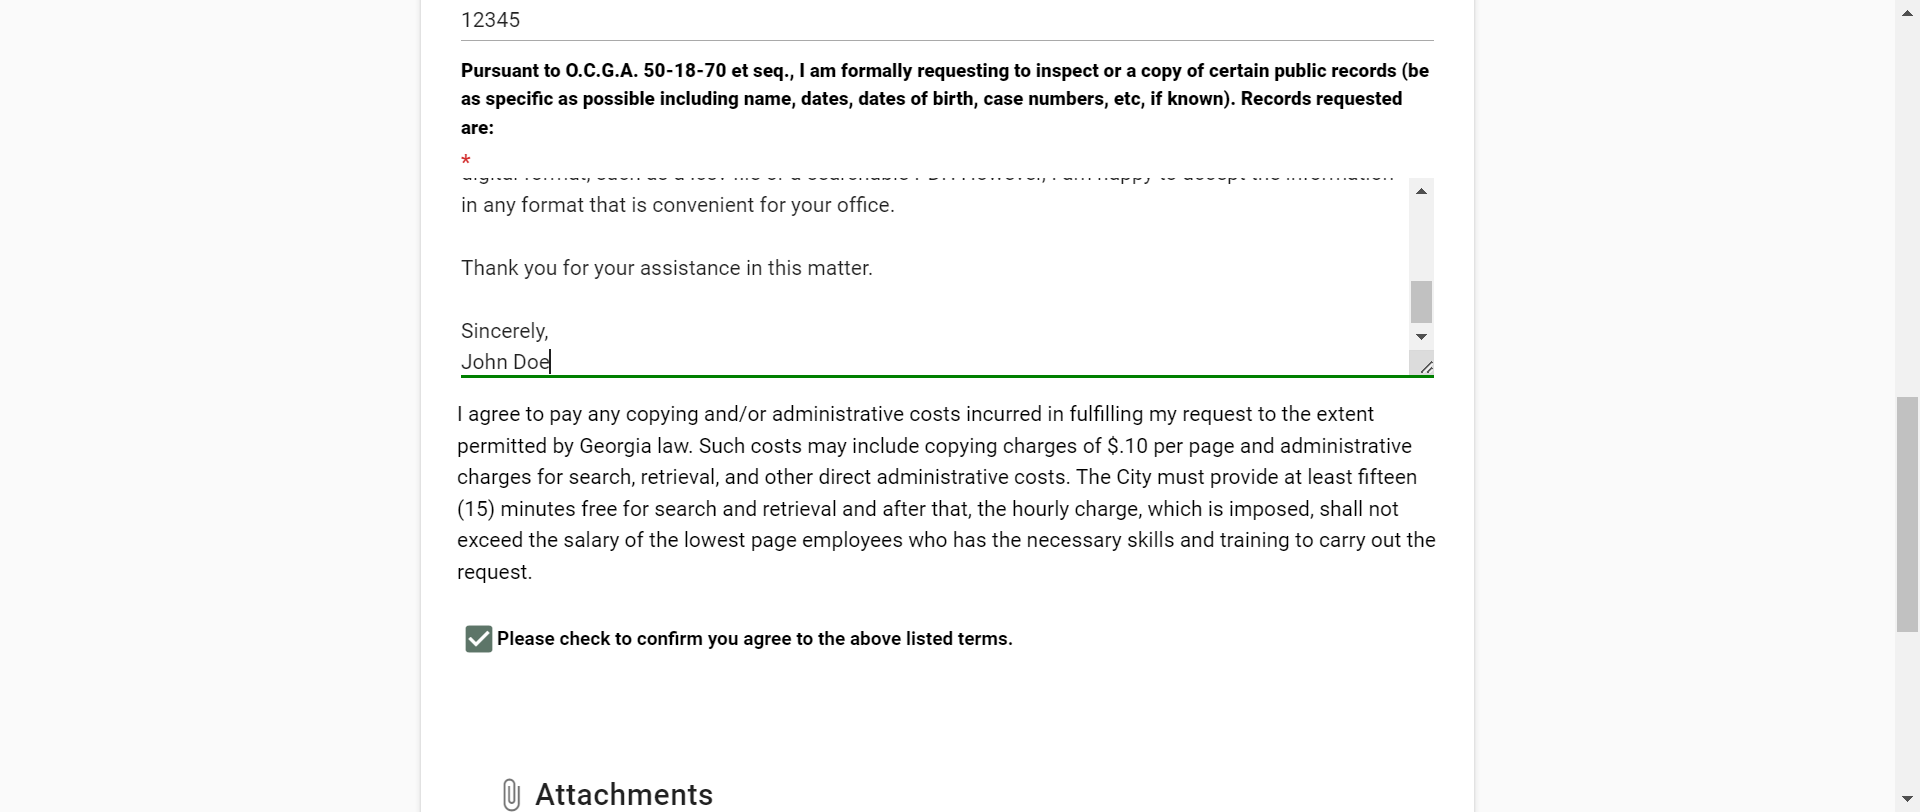 12345
Pursuant to O.C.G.A. 50-18-70 et seq., I am formally requesting to inspect or a copy of certain public records (be
as specific as possible including name, dates, dates of birth, case numbers, etc, if known). Records requested
are:
*
in any format that is convenient for your office.
Thank you for your assistance in this matter.
Sincerely,
John Doe
I agree to pay any copying and/or administrative costs incurred in fulfilling my request to the extent
permitted by Georgia law. Such costs may include copying charges of $.10 per page and administrative
charges for search, retrieval, and other direct administrative costs. The City must provide at least fifteen
(15) minutes free for search and retrieval and after that, the hourly charge, which is imposed, shall not
exceed the salary of the lowest page employees who has the necessary skills and training to carry out the
request.
Please check to confirm you agree to the above listed terms.
Attachments